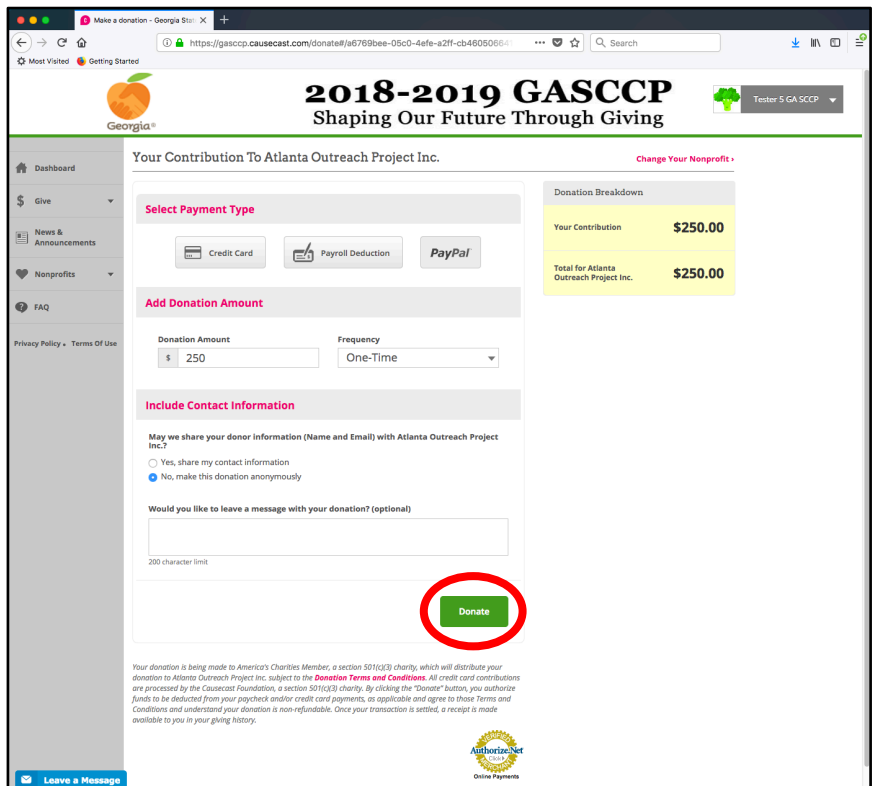 Make a donation - Georgia Stat
https://gasccp.causecast.com/donate#/a6769bee-05c0-4efe-a2ff-cb460506641
Search
Most Visited
Getting Started
Georgia®
2018-2019 GASCCP
Shaping Our Future Through Giving
Tester 5 GA SCCP
Dashboard
$ Give
News &
Announcements
Nonprofits
? FAQ
Privacy Policy • Terms Of Use
Your Contribution To Atlanta Outreach Project Inc.
Change Your Nonprofit ›
Select Payment Type
Credit Card
Payroll Deduction
PayPal
Add Donation Amount
Donation Amount
Frequency
$ 250
One-Time
Include Contact Information
May we share your donor information (Name and Email) with Atlanta Outreach Project
Inc.?
Yes, share my contact information
No, make this donation anonymously
Would you like to leave a message with your donation? (optional)
200 character limit
Donate
Donation Breakdown
Your Contribution $250.00
Total for Atlanta
Outreach Project Inc. $250.00
Your donation is being made to America's Charities Member, a section 501(c)(3) charity, which will distribute your
donation to Atlanta Outreach Project Inc. subject to the Donation Terms and Conditions. All credit card contributions
are processed by the Causecast Foundation, a section 501(c)(3) charity. By clicking the "Donate" button, you authorize
funds to be deducted from your paycheck and/or credit card payments, as applicable and agree to those Terms and
Conditions and understand your donation is non-refundable. Once your transaction is settled, a receipt is made
available to you in your giving history.
Authorize.Net
Click
Online Payments
Leave a Message